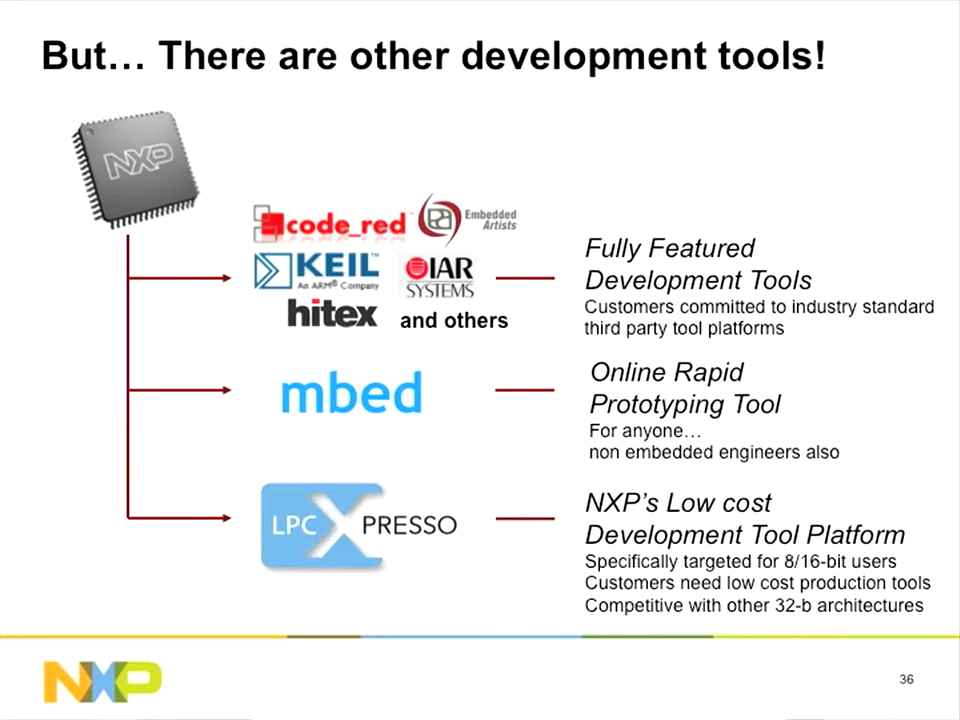 But… There are other development tools!
NXP
code_red
Embedded
Artists
KEIL™
An ARM® Company
IAR
SYSTEMS
hitex
and others
Fully Featured
Development Tools
Customers committed to industry standard
third party tool platforms
mbed
Online Rapid
Prototyping Tool
For anyone…
non embedded engineers also
LPC XPRESSO
NXP's Low cost
Development Tool Platform
Specifically targeted for 8/16-bit users
Customers need low cost production tools
Competitive with other 32-b architectures
NXP
36